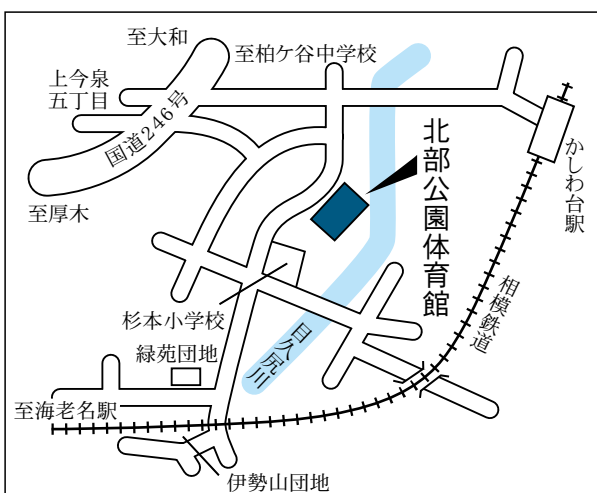 至大和
至柏ケ谷中学校
上今泉
五丁目
国道246号
至厚木
北部公園体育館
かしわ台駅
相模鉄道
杉本小学校
目久尻川
緑苑団地
至海老名駅
伊勢山団地